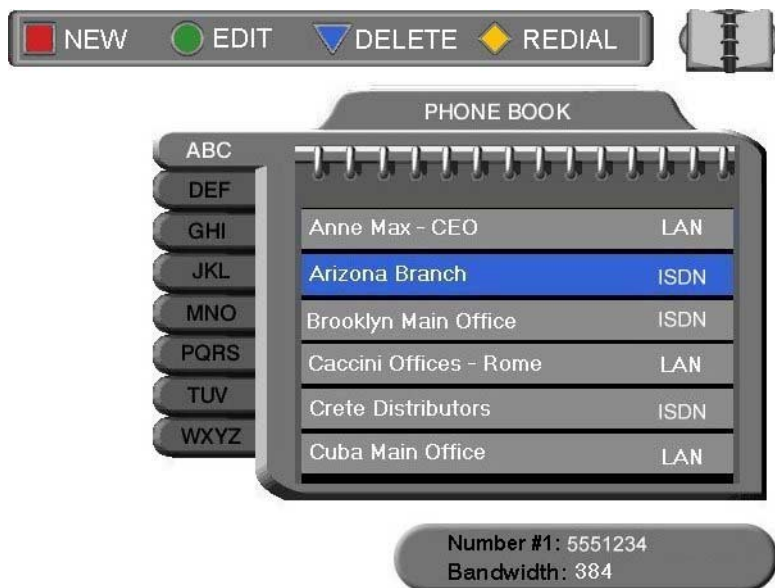 NEW EDIT DELETE REDIAL
PHONE BOOK
ABC
DEF
GHI
JKL
MNO
PQRS
TUV
WXYZ
Anne Max - CEO LAN
Arizona Branch ISDN
Brooklyn Main Office ISDN
Caccini Offices - Rome LAN
Crete Distributors ISDN
Cuba Main Office LAN
Number #1: 5551234
Bandwidth: 384